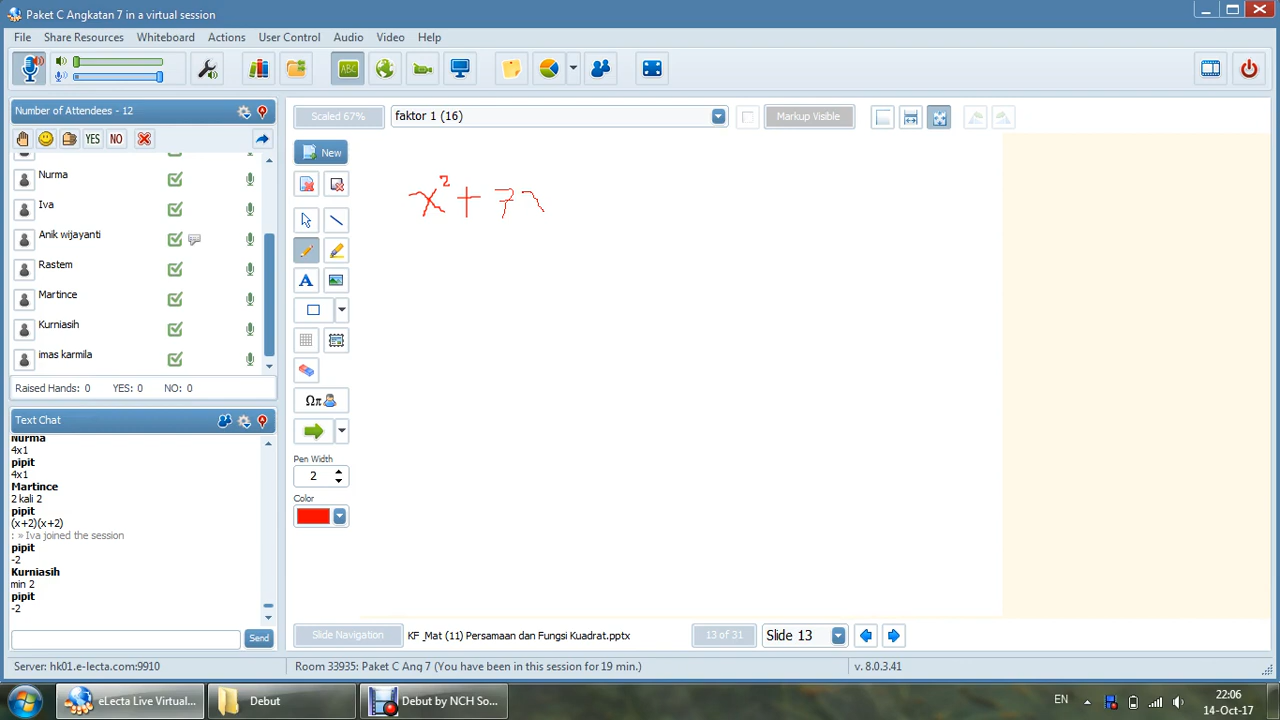 Paket C Angkatan 7 in a virtual session
File Share Resources Whiteboard Actions User Control Audio Video Help
ABC
Number of Attendees - 12
YES NO
Nurma
Iva
Anik wijayanti
Rastem
Martince
Kurniasih
imas karmila
Raised Hands: 0 YES: 0 NO: 0
Text Chat
Nurma
4x1
pipit
4x1
Martince
2 kali 2
pipit
(x+2)(x+2)
: » Iva joined the session
pipit
-2
Kurniasih
min 2
pipit
-2
Send
Scaled 67% faktor 1 (16) Markup Visible
New
A
Ωπ
Pen Width
2
Color
x² + 7
Slide Navigation KF_Mat (11) Persamaan dan Fungsi Kuadrat.pptx 13 of 31 Slide 13
Server: hk01.e-lecta.com:9910 Room 33935: Paket C Ang 7 (You have been in this session for 19 min.) v. 8.0.3.41
eLecta Live Virtual... Debut Debut by NCH So... EN 22:06
14-Oct-17